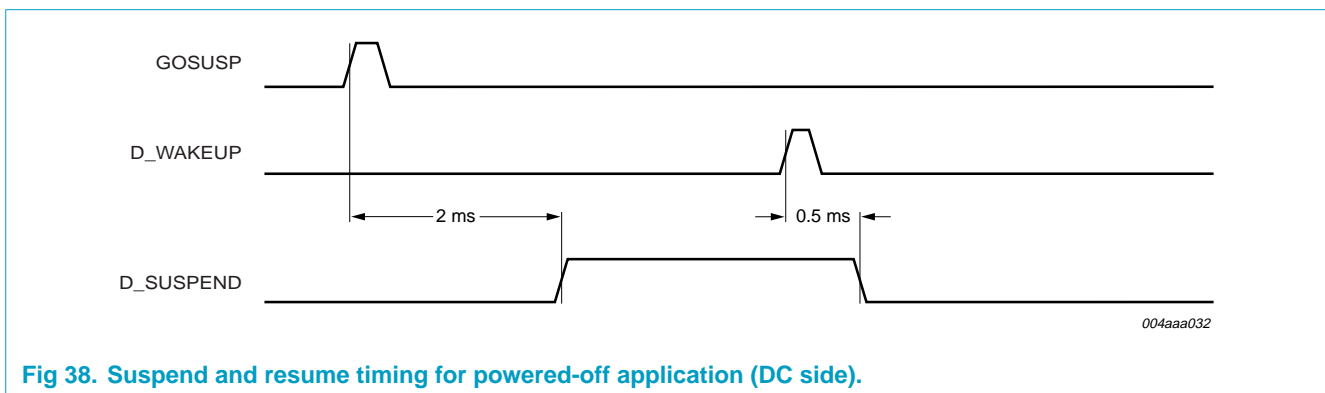 GOSUSP
D_WAKEUP
2 ms
0.5 ms
D_SUSPEND
004aaa032
Fig 38. Suspend and resume timing for powered-off application (DC side).